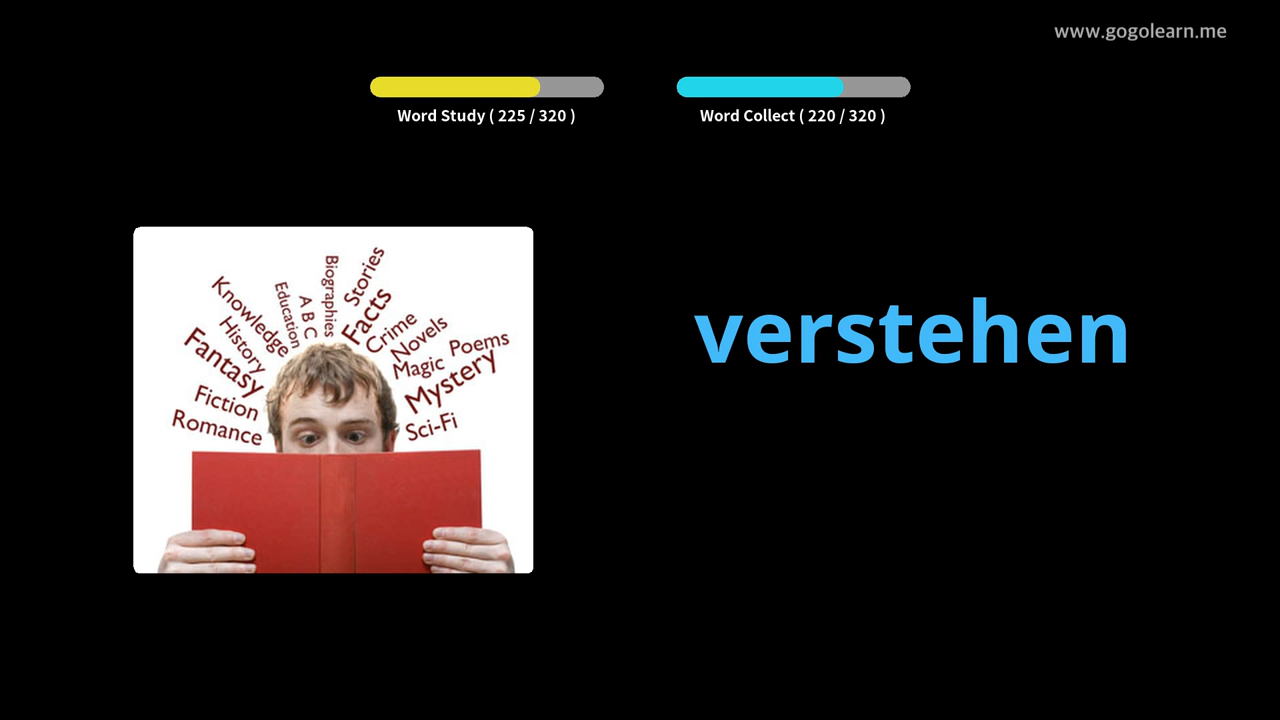 www.gogolearn.me
Word Study ( 225 / 320 )
Word Collect ( 220 / 320 )
verstehen
Romance
Fiction
Fantasy
History
Knowledge
Education
A B C
Biographies
Stories
Facts
Crime
Novels
Magic
Poems
Mystery
Sci-Fi